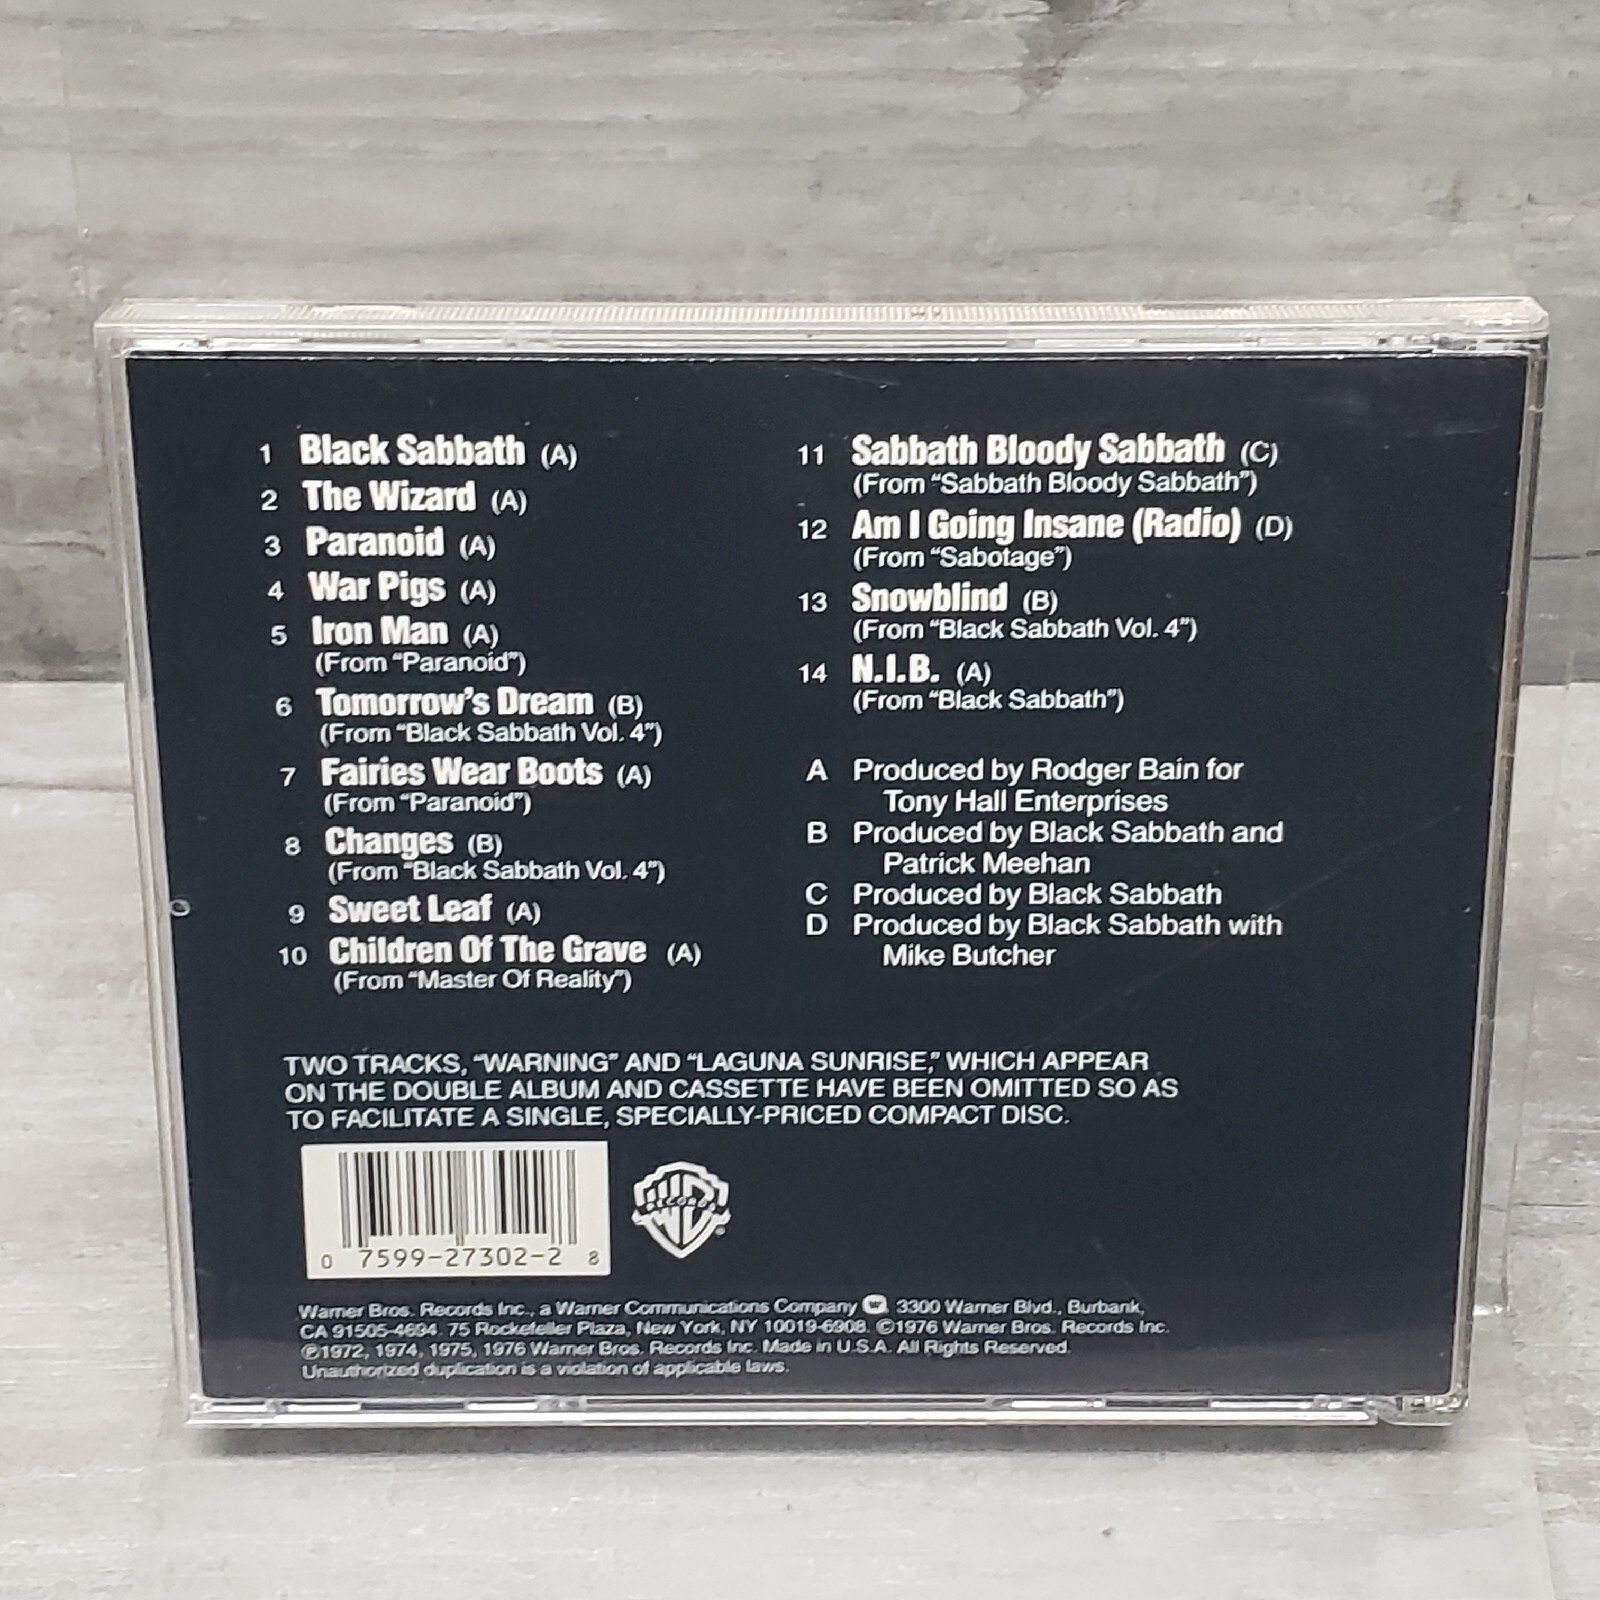 1 Black Sabbath (A)
2 The Wizard (A)
3 Paranoid (A)
4 War Pigs (A)
5 Iron Man (A)
(From "Paranoid")
6 Tomorrow's Dream (B)
(From "Black Sabbath Vol. 4")
7 Fairies Wear Boots (A)
(From "Paranoid")
8 Changes (B)
(From "Black Sabbath Vol. 4")
9 Sweet Leaf (A)
10 Children Of The Grave (A)
(From "Master Of Reality")
11 Sabbath Bloody Sabbath (C)
(From "Sabbath Bloody Sabbath")
12 Am I Going Insane (Radio) (D)
(From "Sabotage")
13 Snowblind (B)
(From "Black Sabbath Vol. 4")
14 N.I.B. (A)
(From "Black Sabbath")
A Produced by Rodger Bain for
Tony Hall Enterprises
B Produced by Black Sabbath and
Patrick Meehan
C Produced by Black Sabbath
D Produced by Black Sabbath with
Mike Butcher
TWO TRACKS, "WARNING" AND "LAGUNA SUNRISE," WHICH APPEAR
ON THE DOUBLE ALBUM AND CASSETTE HAVE BEEN OMITTED SO AS
TO FACILITATE A SINGLE, SPECIALLY-PRICED COMPACT DISC.
0 7599-27302-2 8
RECORDS
Warner Bros. Records Inc., a Warner Communications Company 3300 Warner Blvd., Burbank,
CA 91505-4694 75 Rockefeller Plaza, New York, NY 10019-6908 ©1976 Warner Bros. Records Inc.
℗1972, 1974, 1975, 1976 Warner Bros. Records Inc. Made in U.S.A. All Rights Reserved.
Unauthorized duplication is a violation of applicable laws.